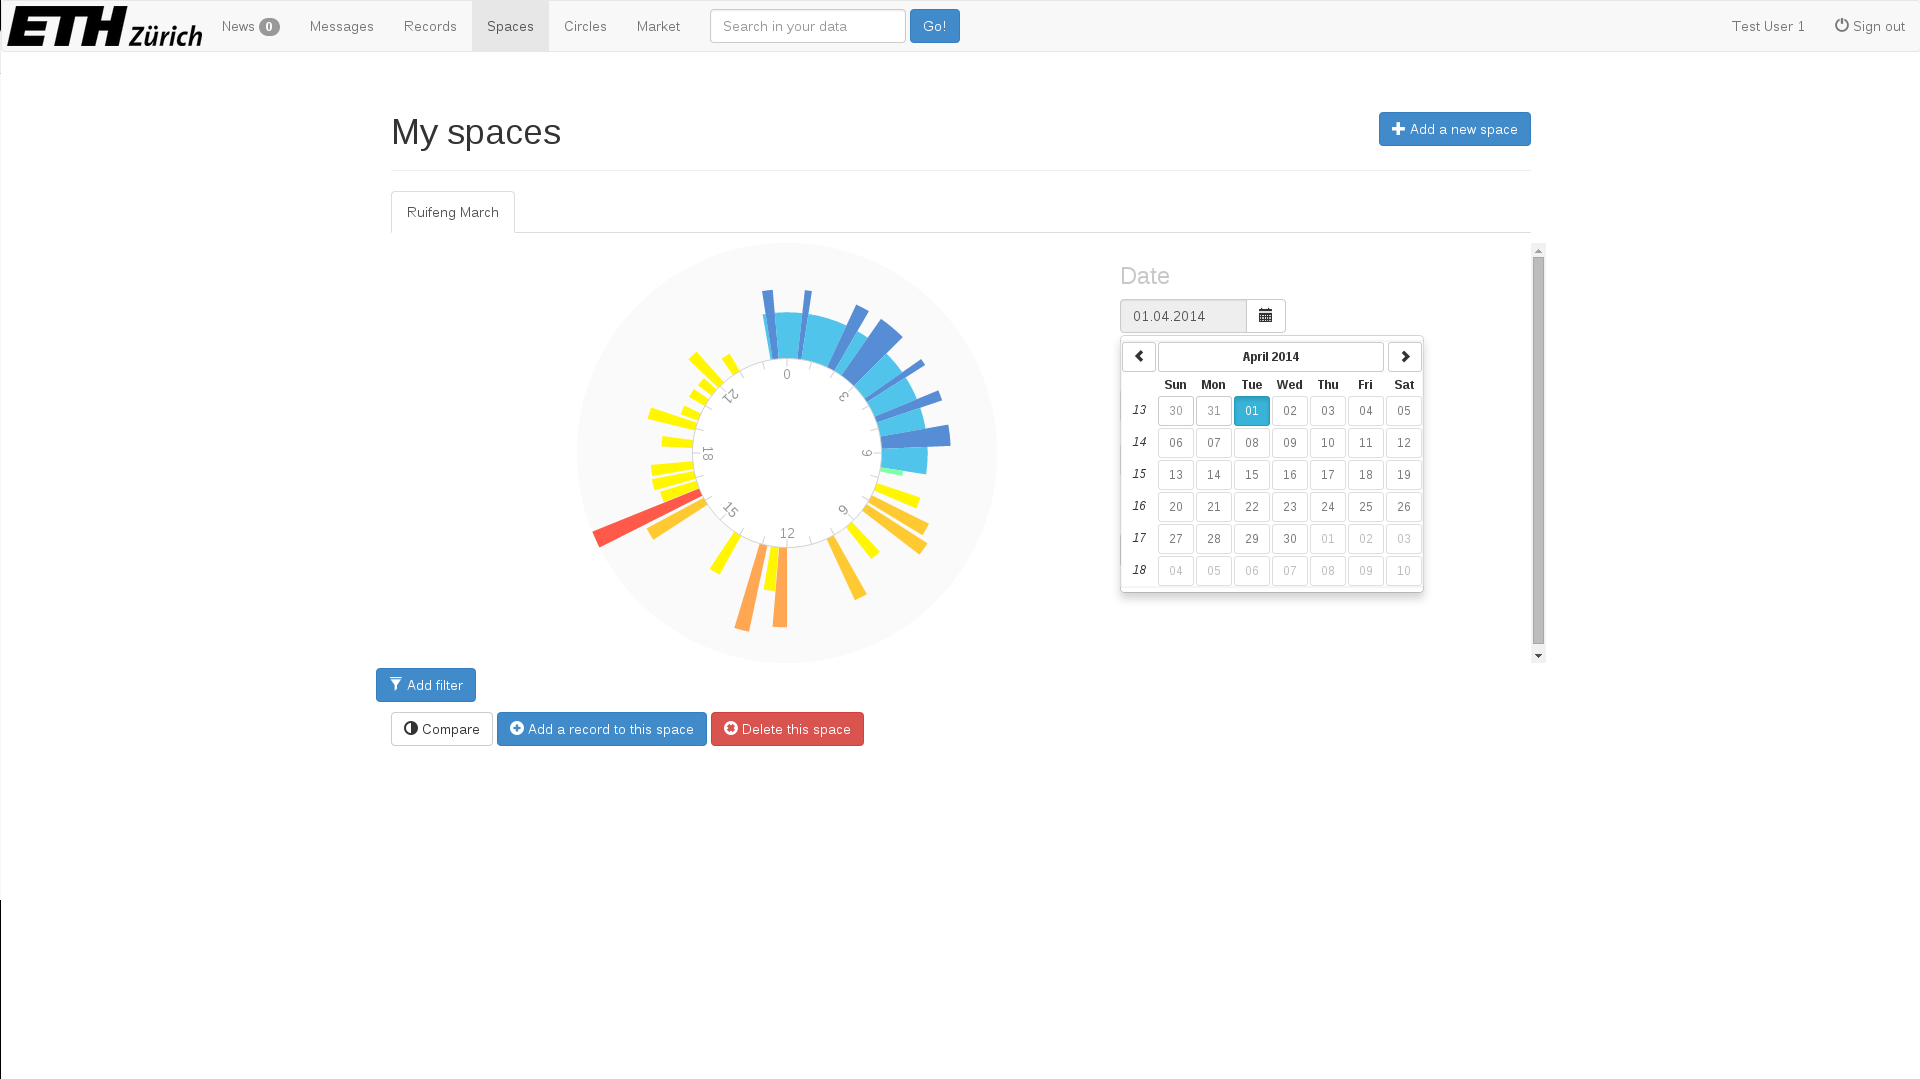 ETH Zürich News 0 Messages Records Spaces Circles Market Search in your data Go! Test User 1 Sign out
My spaces
Add a new space
Ruifeng March
0
3
6
9
12
15
18
21
Date
01.04.2014
April 2014
Sun Mon Tue Wed Thu Fri Sat
13 30 31 01 02 03 04 05
14 06 07 08 09 10 11 12
15 13 14 15 16 17 18 19
16 20 21 22 23 24 25 26
17 27 28 29 30 01 02 03
18 04 05 06 07 08 09 10
Add filter
Compare Add a record to this space Delete this space